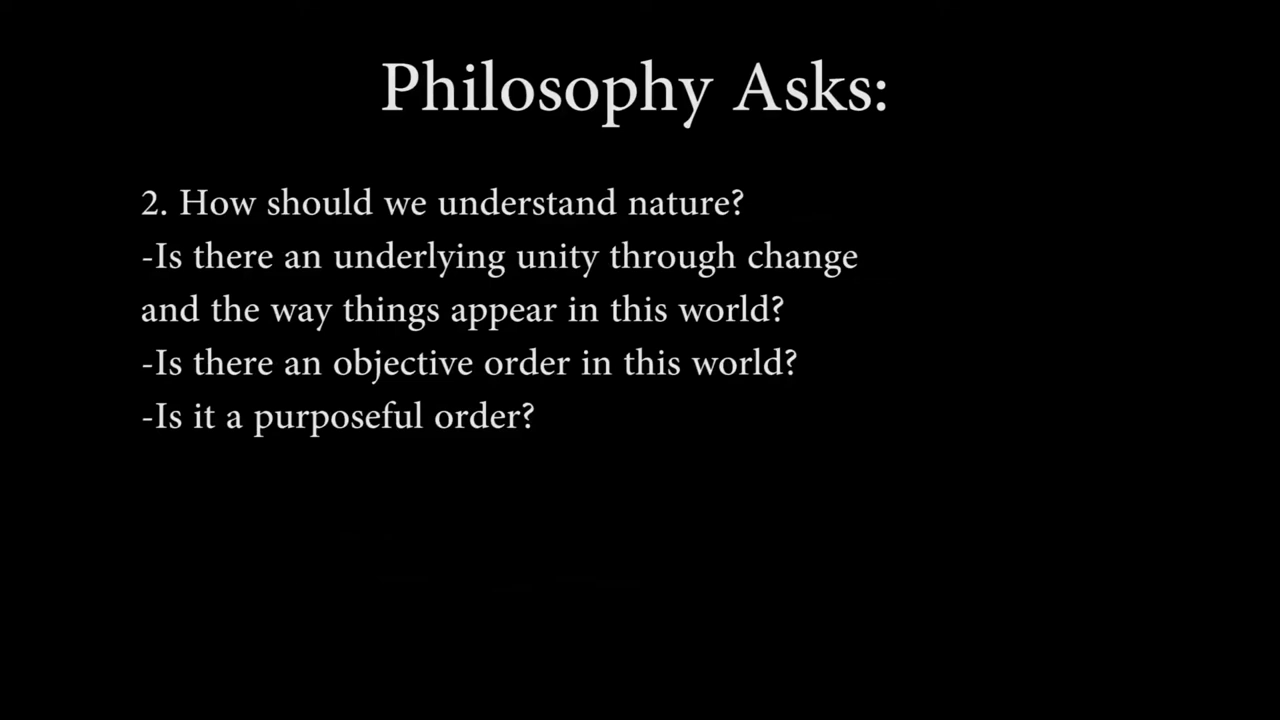 Philosophy Asks:
2. How should we understand nature?
-Is there an underlying unity through change
and the way things appear in this world?
-Is there an objective order in this world?
-Is it a purposeful order?